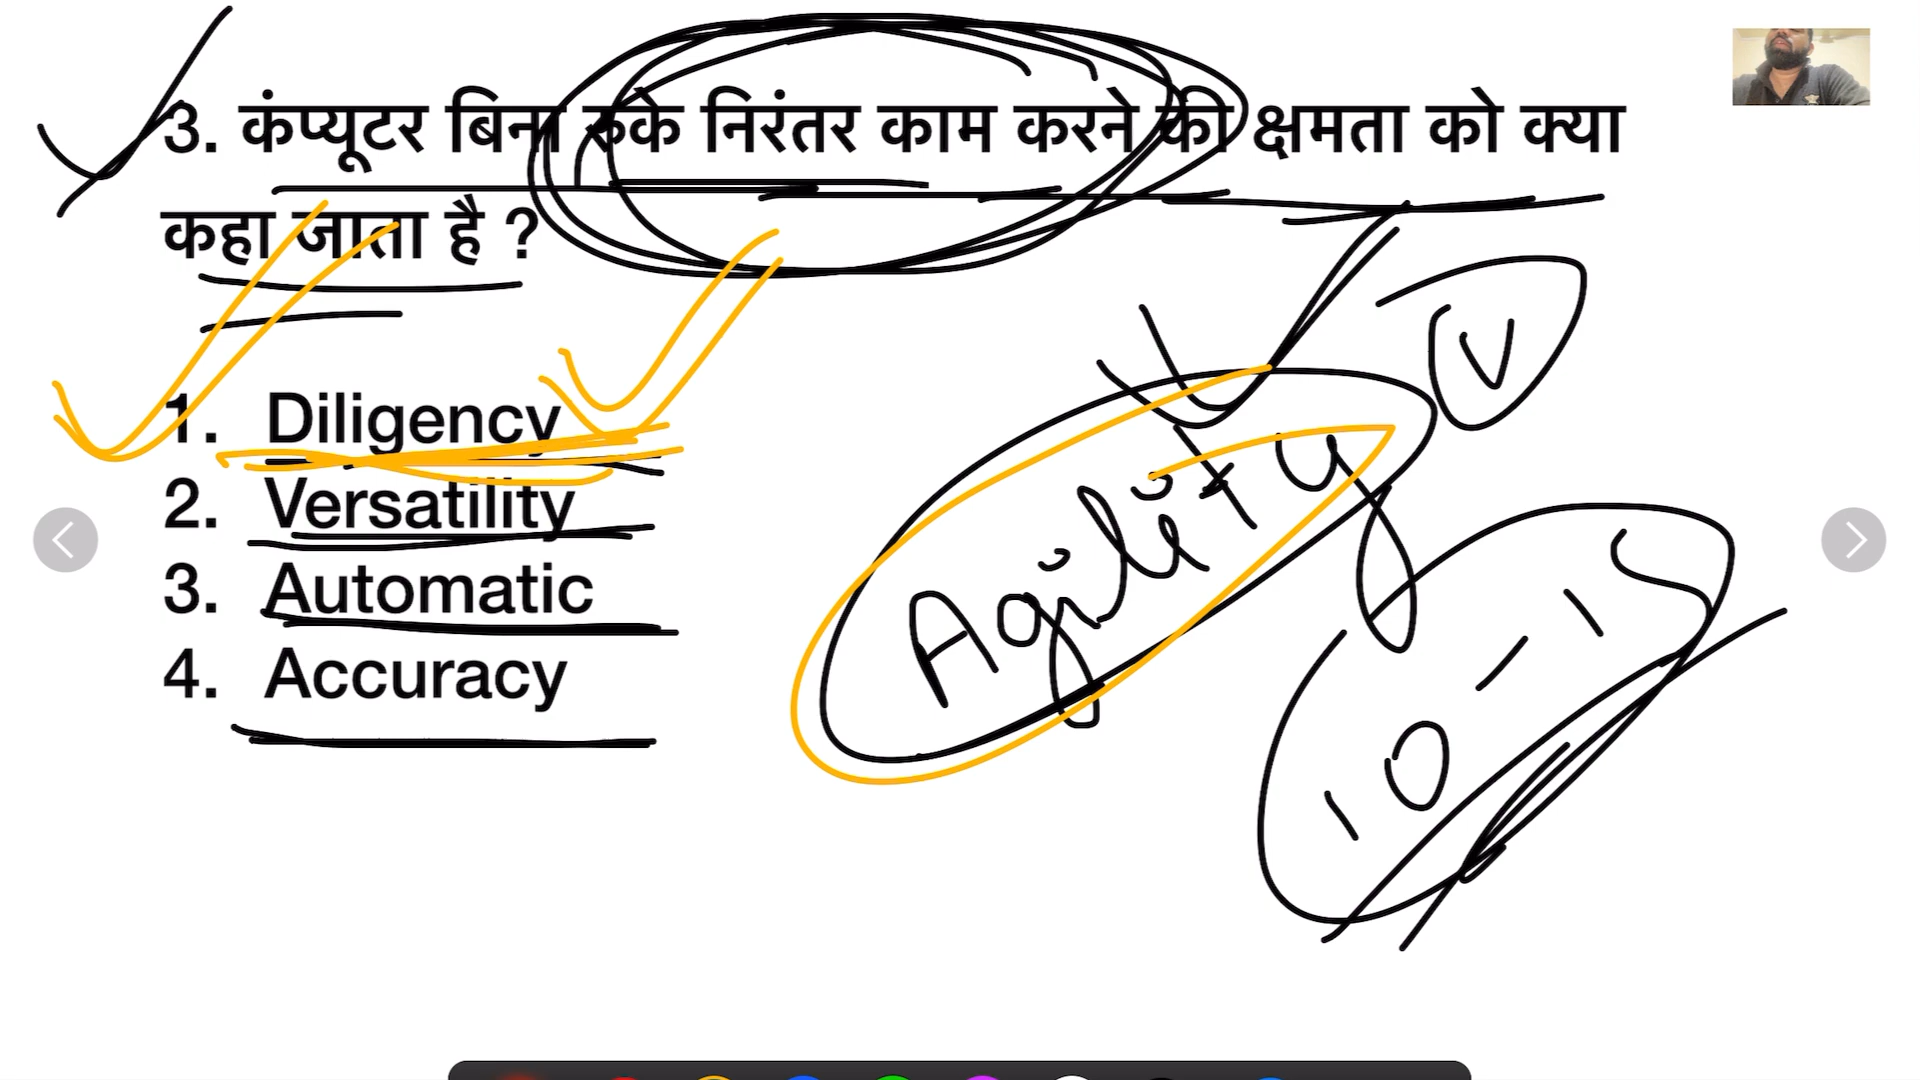 3. कंप्यूटर बिना रुके निरंतर काम करने की क्षमता को क्या
कहा जाता है ?
1. Diligency
2. Versatility
3. Automatic
4. Accuracy
Agility
V
10-15